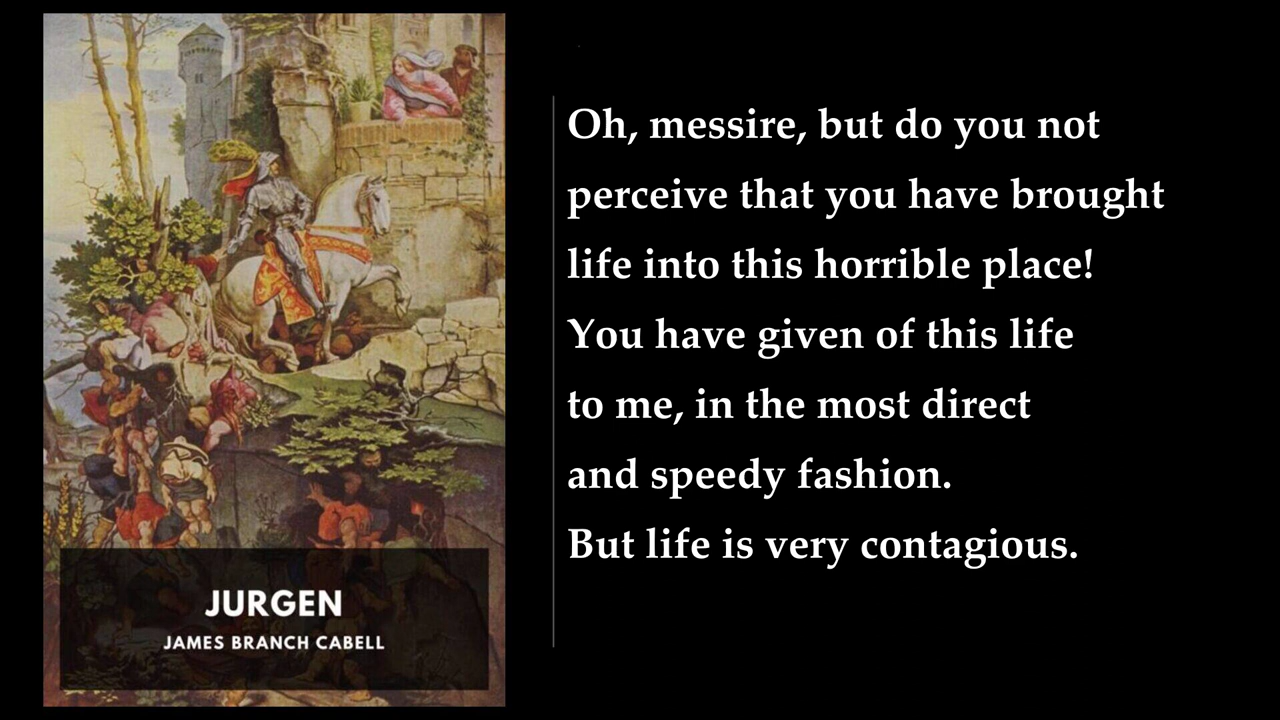 Oh, messire, but do you not
perceive that you have brought
life into this horrible place!
You have given of this life
to me, in the most direct
and speedy fashion.
But life is very contagious.
JURGEN
JAMES BRANCH CABELL